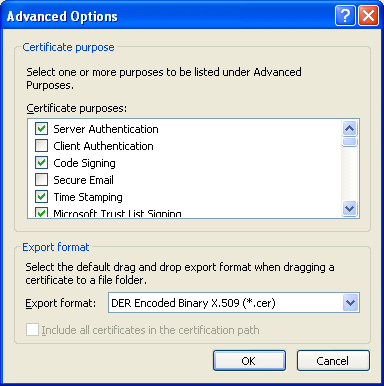 Advanced Options
Certificate purpose
Select one or more purposes to be listed under Advanced
Purposes.
Certificate purposes:
Server Authentication
Client Authentication
Code Signing
Secure Email
Time Stamping
Microsoft Trust List Signing
Export format
Select the default drag and drop export format when dragging a
certificate to a file folder.
Export format: DER Encoded Binary X.509 (*.cer)
Include all certificates in the certification path
OK Cancel